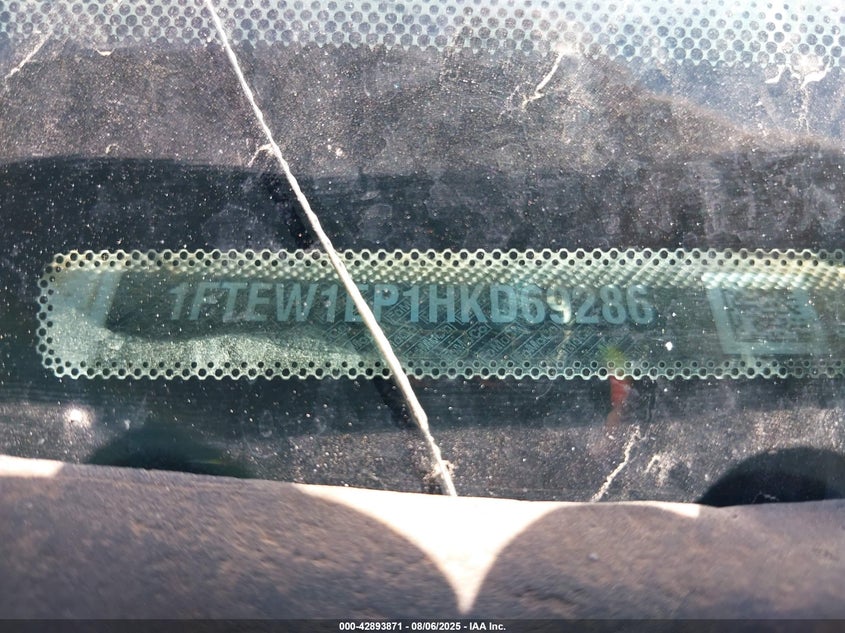 1FTEW1EP1HKD69286
000-42893871 - 08/06/2025 - IAA Inc.